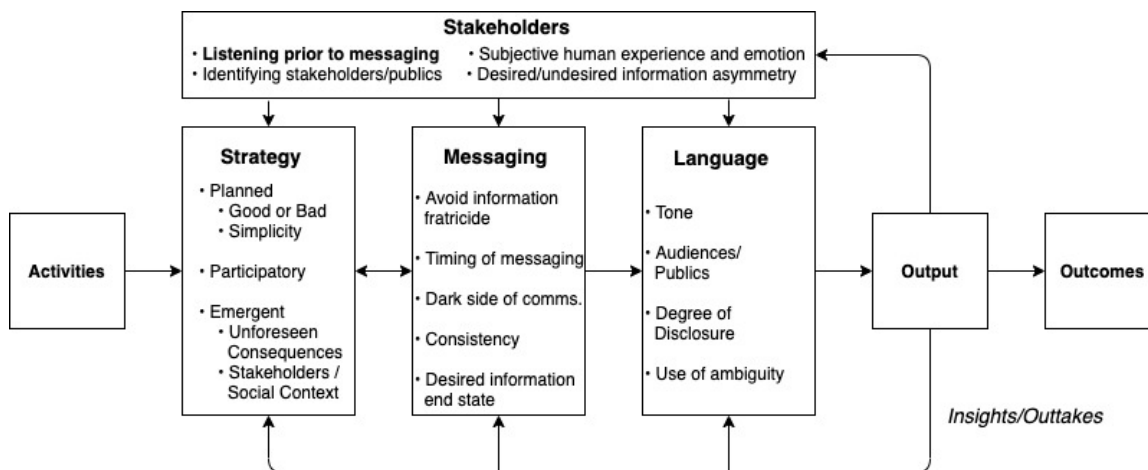 Stakeholders
• Listening prior to messaging • Subjective human experience and emotion
• Identifying stakeholders/publics • Desired/undesired information asymmetry
Strategy
• Planned
• Good or Bad
• Simplicity
• Participatory
• Emergent
• Unforeseen
Consequences
• Stakeholders /
Social Context
Messaging
• Avoid information
fratricide
• Timing of messaging
• Dark side of comms.
• Consistency
• Desired information
end state
Language
• Tone
• Audiences/
Publics
• Degree of
Disclosure
• Use of ambiguity
Activities
Output
Outcomes
Insights/Outtakes